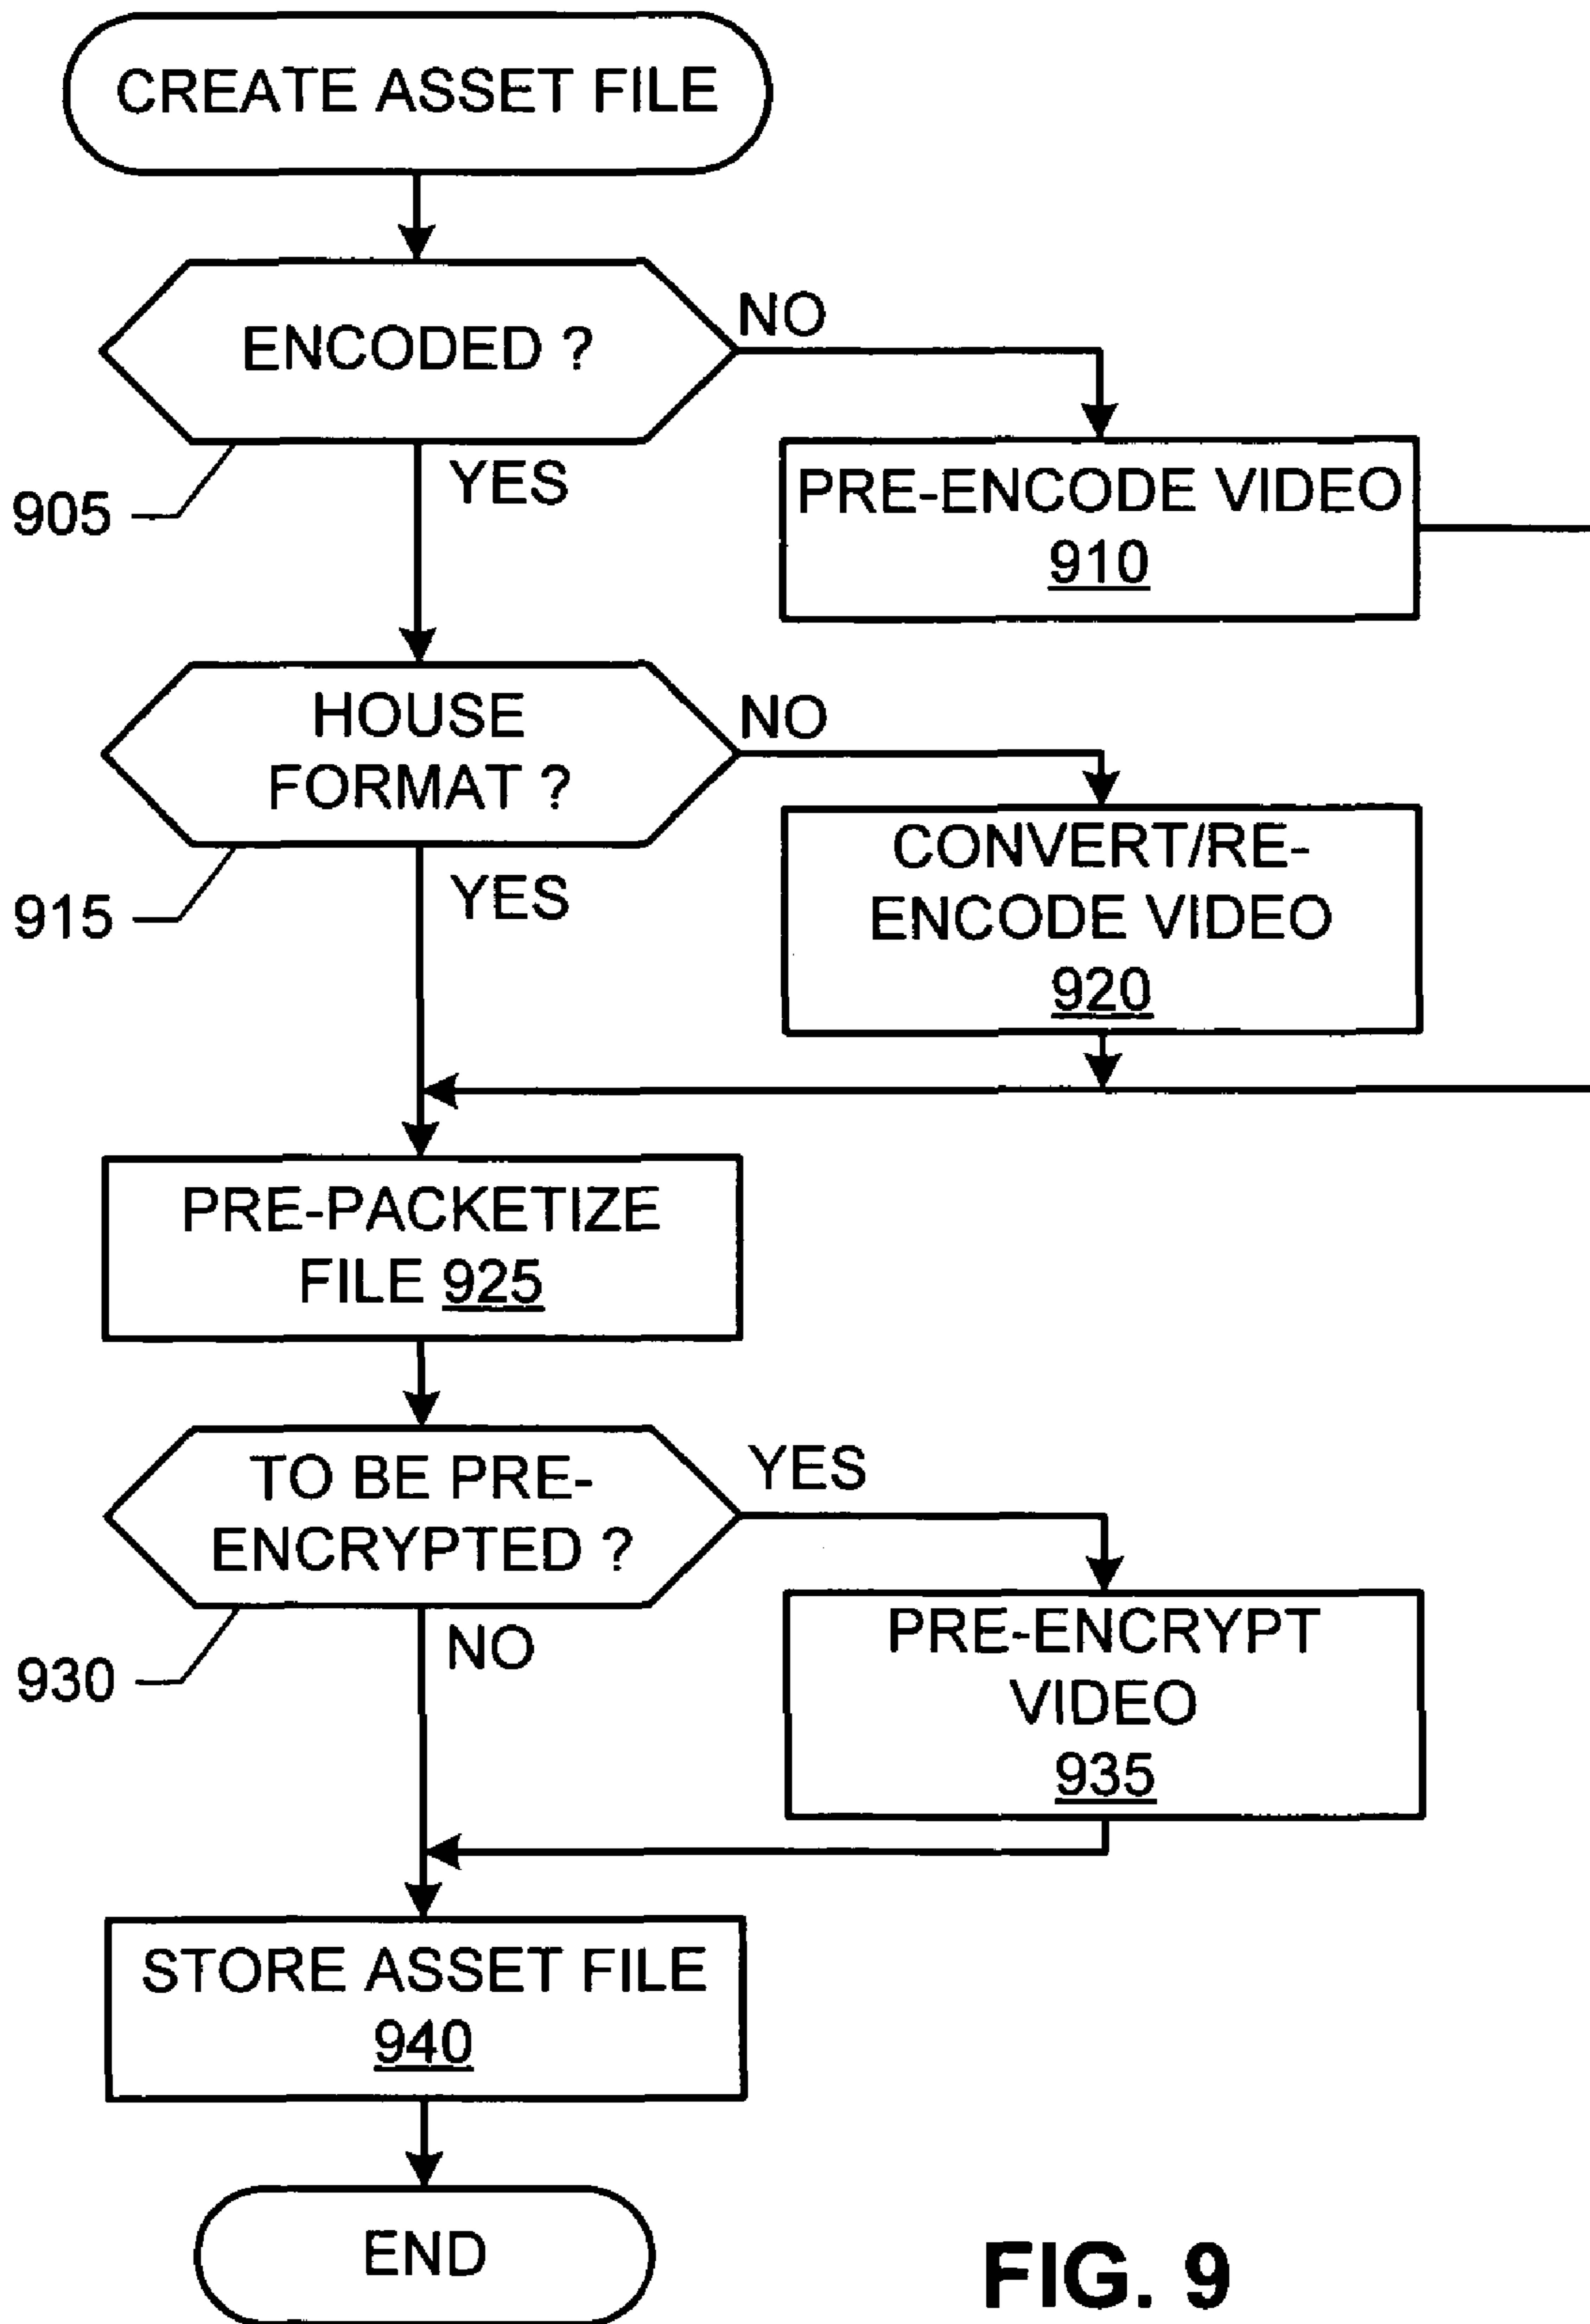 CREATE ASSET FILE
ENCODED ?
NO
YES
905
PRE-ENCODE VIDEO
910
HOUSE
FORMAT ?
NO
YES
915
CONVERT/RE-
ENCODE VIDEO
920
PRE-PACKETIZE
FILE 925
TO BE PRE-
ENCRYPTED ?
YES
NO
930
PRE-ENCRYPT
VIDEO
935
STORE ASSET FILE
940
END
FIG. 9